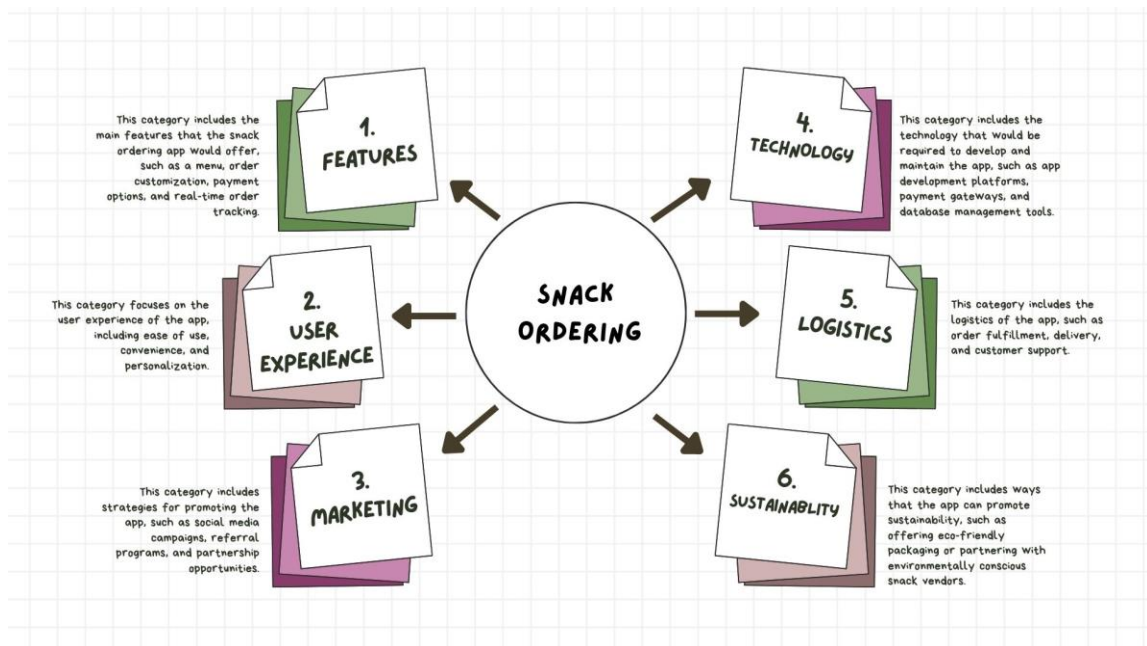 SNACK
ORDERING
1.
FEATURES
This category includes the
main features that the snack
ordering app would offer,
such as a menu, order
customization, payment
options, and real-time order
tracking.
2.
USER
EXPERIENCE
This category focuses on the
user experience of the app,
including ease of use,
convenience, and
personalization.
3.
MARKETING
This category includes
strategies for promoting the
app, such as social media
campaigns, referral
programs, and partnership
opportunities.
4.
TECHNOLOGY
This category includes the
technology that would be
required to develop and
maintain the app, such as app
development platforms,
payment gateways, and
database management tools.
5.
LOGISTICS
This category includes the
logistics of the app, such as
order fulfillment, delivery,
and customer support.
6.
SUSTAINABLITY
This category includes ways
that the app can promote
sustainability, such as
offering eco-friendly
packaging or partnering with
environmentally conscious
snack vendors.